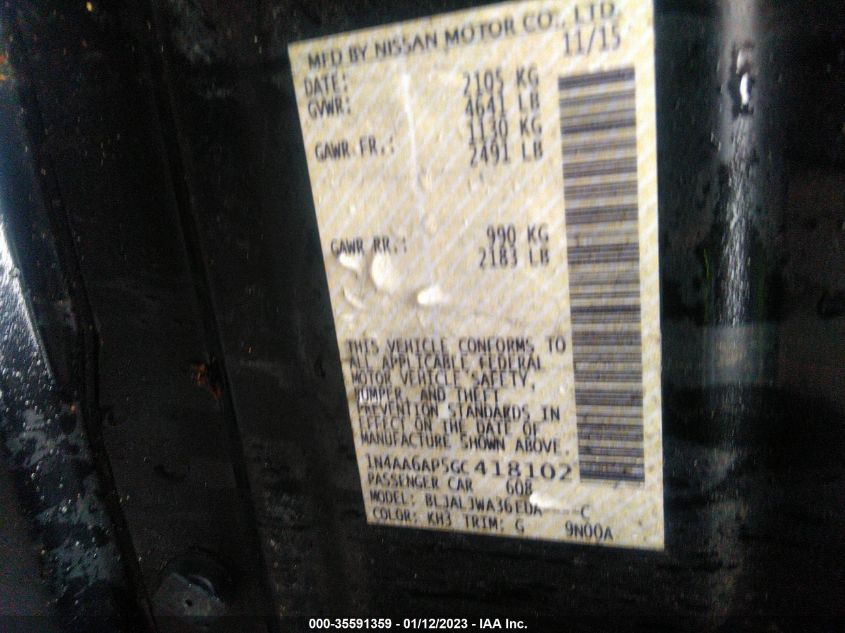 MFD BY NISSAN MOTOR CO., LTD.
DATE: 11/15
GVWR: 2105 KG
4641 LB
GAWR FR.: 1130 KG
2491 LB
GAWR RR.: 990 KG
2183 LB
THIS VEHICLE CONFORMS TO
ALL APPLICABLE FEDERAL
MOTOR VEHICLE SAFETY,
BUMPER, AND THEFT
PREVENTION STANDARDS IN
EFFECT ON THE DATE OF
MANUFACTURE SHOWN ABOVE.
1N4AA6AP5GC418102
PASSENGER CAR 608
MODEL: BLJALJWA36EDA----C
COLOR: KH3 TRIM: G 9N00A
000-35591359 - 01/12/2023 - IAA Inc.